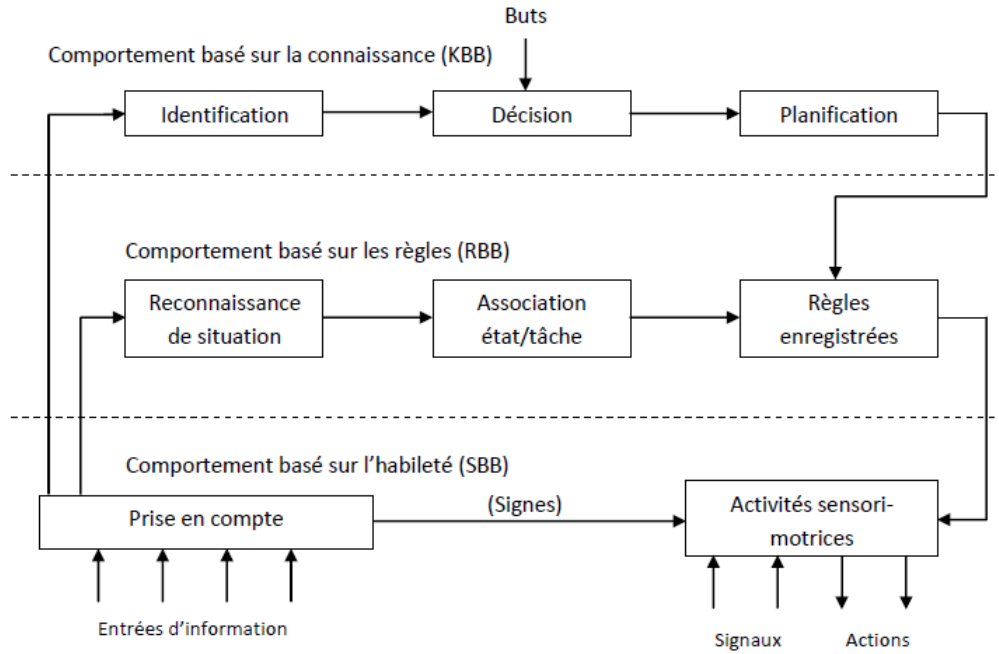 Buts
Comportement basé sur la connaissance (KBB)
Identification
Décision
Planification
Comportement basé sur les règles (RBB)
Reconnaissance
de situation
Association
état/tâche
Règles
enregistrées
Comportement basé sur l'habileté (SBB)
Prise en compte
(Signes)
Activités sensori-
motrices
Entrées d'information
Signaux
Actions